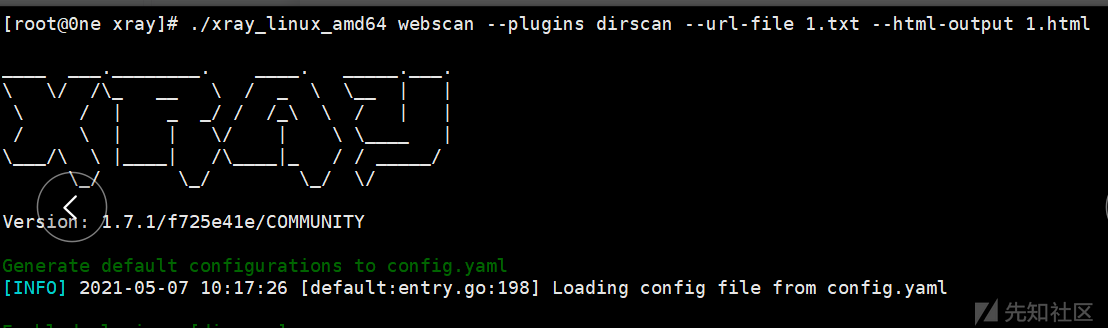 [root@0ne xray]# ./xray_linux_amd64 webscan --plugins dirscan --url-file 1.txt --html-output 1.html
XRAY
Version: 1.7.1/f725e41e/COMMUNITY
Generate default configurations to config.yaml
[INFO] 2021-05-07 10:17:26 [default:entry.go:198] Loading config file from config.yaml
先知社区